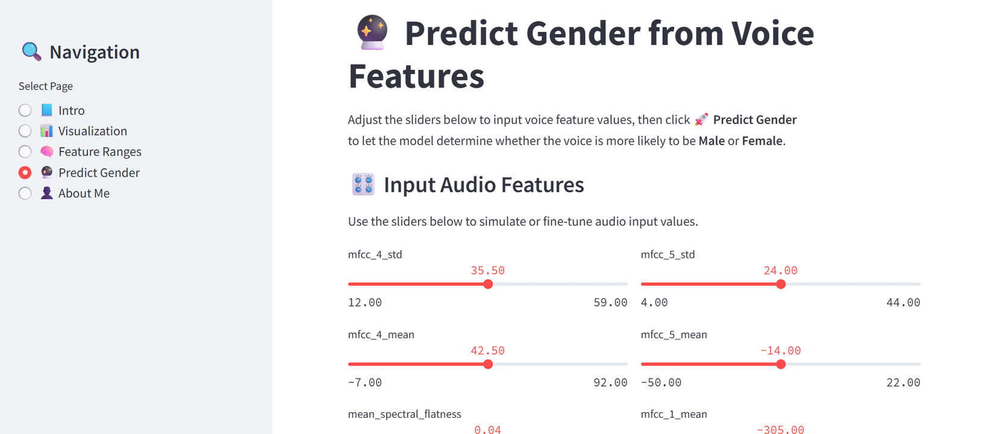 Navigation
Select Page
Intro
Visualization
Feature Ranges
Predict Gender
About Me
Predict Gender from Voice
Features
Adjust the sliders below to input voice feature values, then click 🚀 Predict Gender
to let the model determine whether the voice is more likely to be Male or Female.
Input Audio Features
Use the sliders below to simulate or fine-tune audio input values.
mfcc_4_std
35.50
12.00 59.00
mfcc_5_std
24.00
4.00 44.00
mfcc_4_mean
42.50
-7.00 92.00
mfcc_5_mean
-14.00
-50.00 22.00
mean_spectral_flatness
0.04
mfcc_1_mean
-305.00